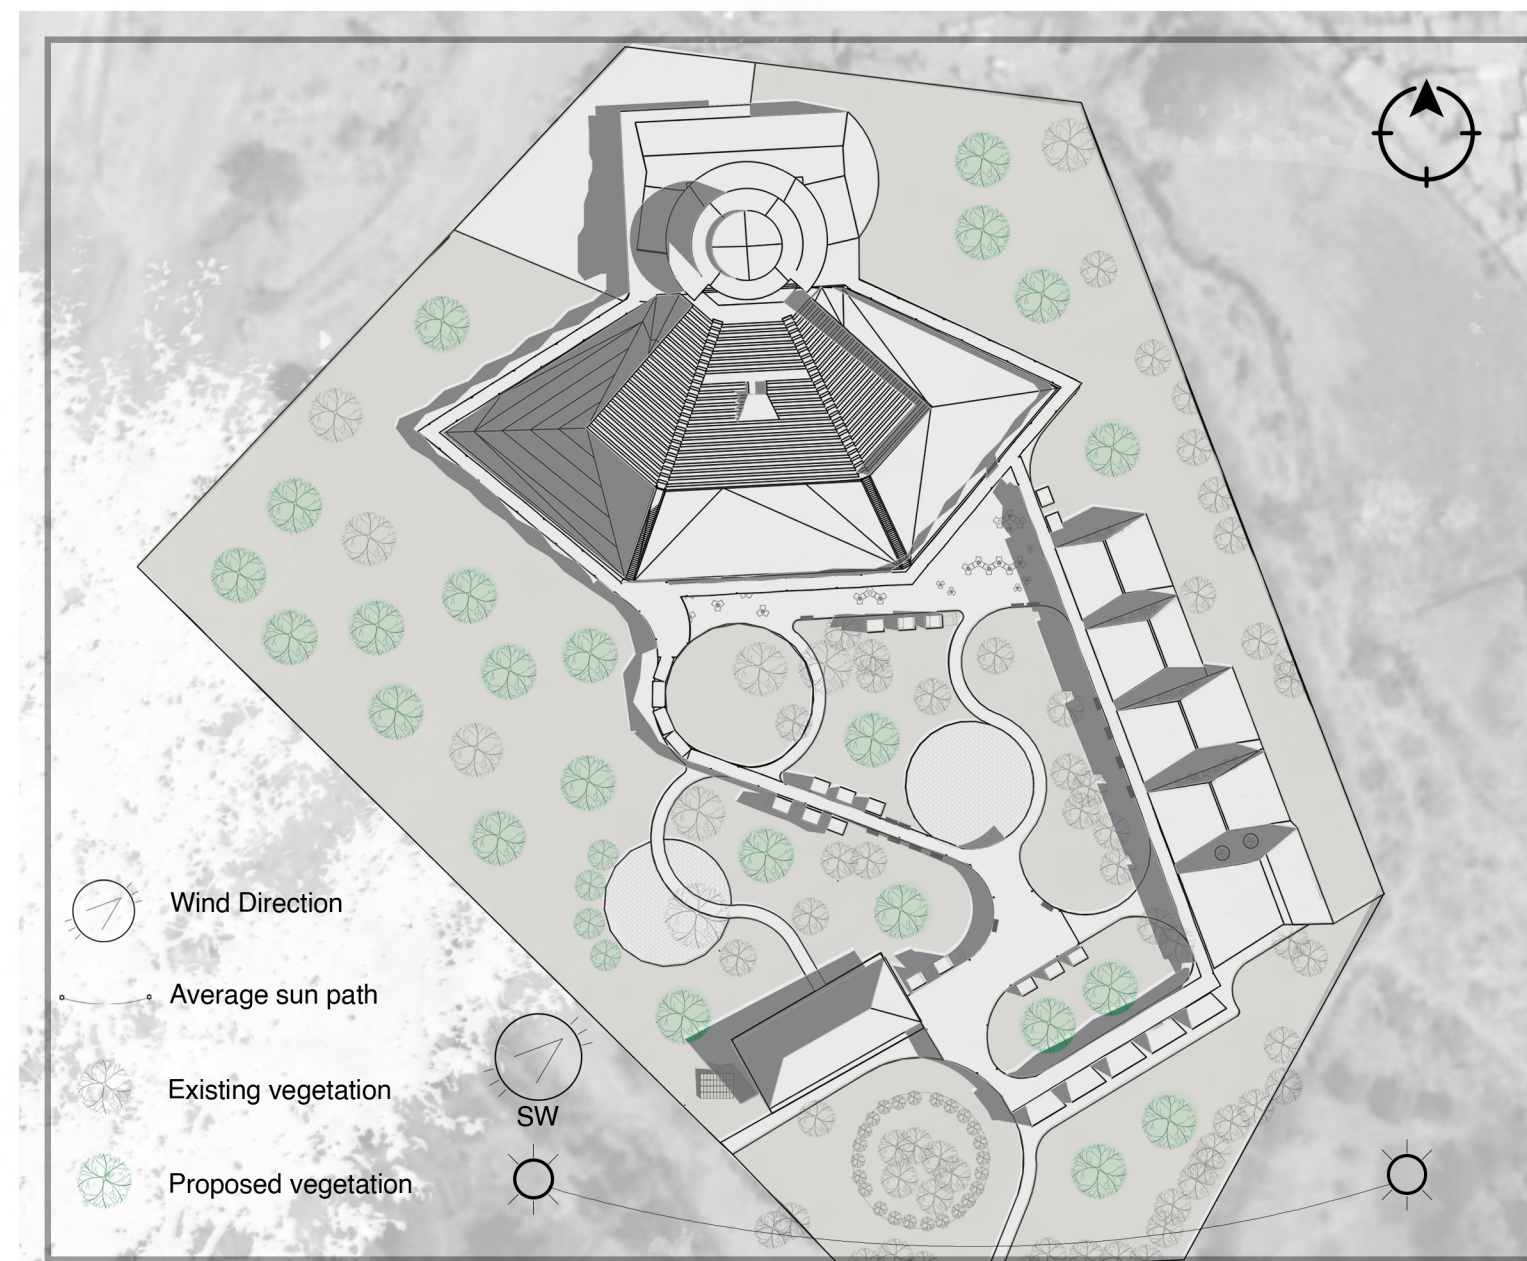 Wind Direction
Average sun path
Existing vegetation
SW
Proposed vegetation